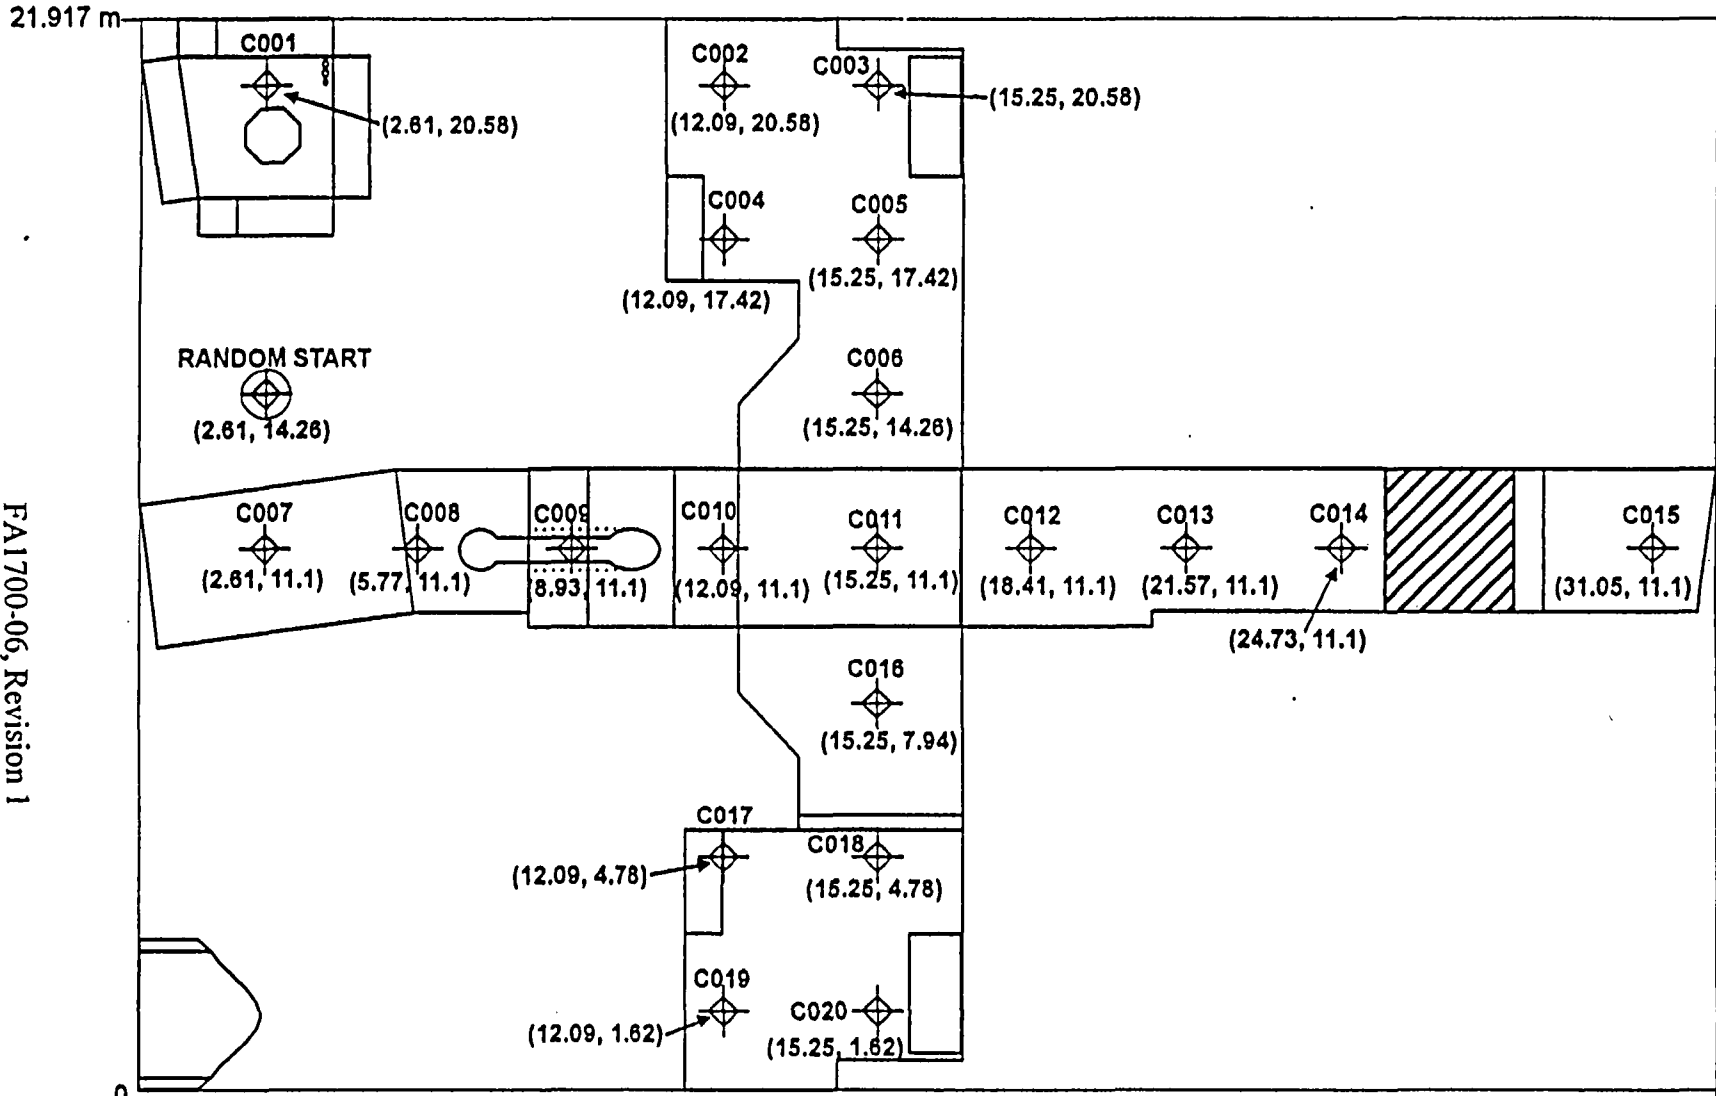 21.917 m
C001
C002
C003
(2.61, 20.58)
(12.09, 20.58)
(15.25, 20.58)
C004
C005
(12.09, 17.42)
(15.25, 17.42)
RANDOM START
(2.61, 14.26)
C006
(15.25, 14.26)
C007
C008
C009
C010
C011
C012
C013
C014
C015
(2.61, 11.1)
(5.77, 11.1)
(8.93, 11.1)
(12.09, 11.1)
(15.25, 11.1)
(18.41, 11.1)
(21.57, 11.1)
(24.73, 11.1)
(31.05, 11.1)
C016
(15.25, 7.94)
C017
C018
(12.09, 4.78)
(15.25, 4.78)
C019
C020
(12.09, 1.62)
(15.25, 1.62)
0
FA1700-06, Revision 1